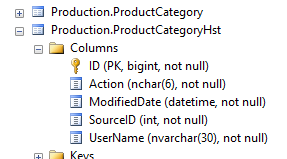 Production.ProductCategory
Production.ProductCategoryHst
Columns
ID (PK, bigint, not null)
Action (nchar(6), not null)
ModifiedDate (datetime, not null)
SourceID (int, not null)
UserName (nvarchar(30), not null)
Keys